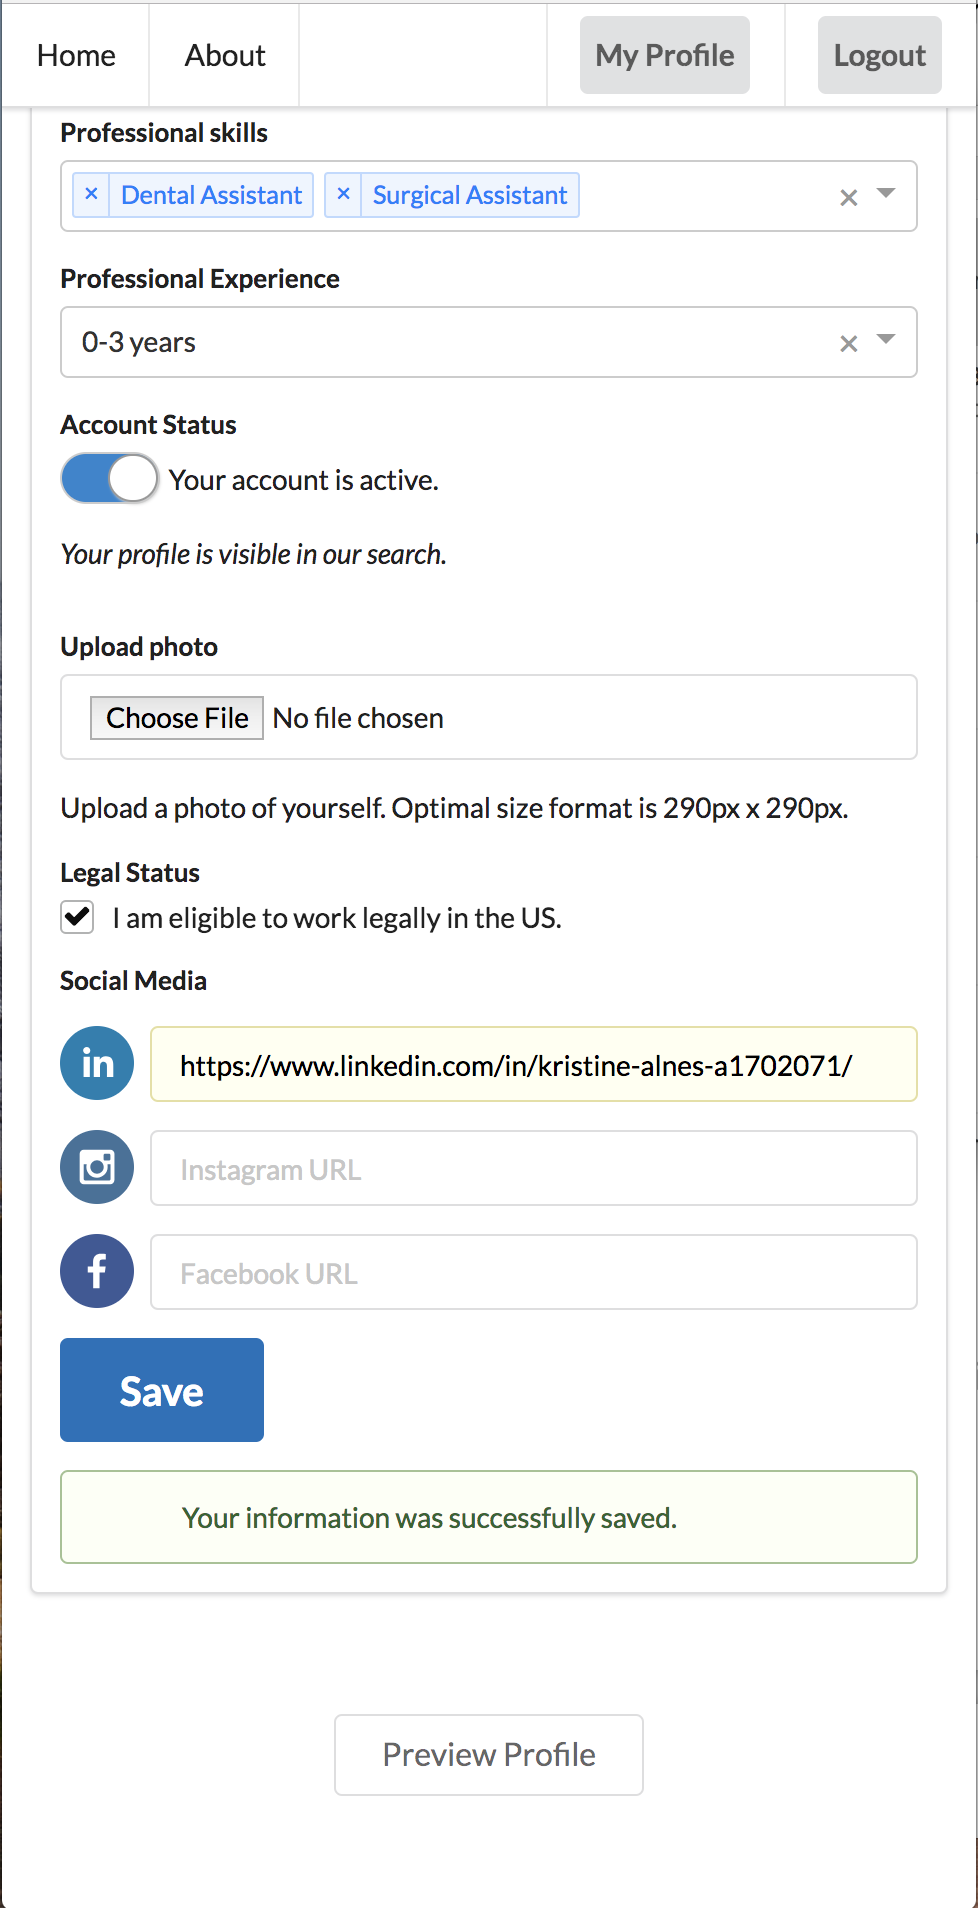 Home About My Profile Logout
Professional skills
× Dental Assistant × Surgical Assistant ×
Professional Experience
0-3 years ×
Account Status
Your account is active.
Your profile is visible in our search.
Upload photo
Choose File No file chosen
Upload a photo of yourself. Optimal size format is 290px x 290px.
Legal Status
I am eligible to work legally in the US.
Social Media
in https://www.linkedin.com/in/kristine-alnes-a1702071/
Instagram URL
f Facebook URL
Save
Your information was successfully saved.
Preview Profile